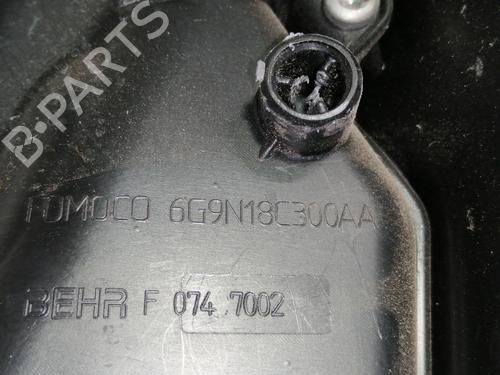 B-PARTS
FOMOCO 6G9N18C300AA
BEHR F 074 7002